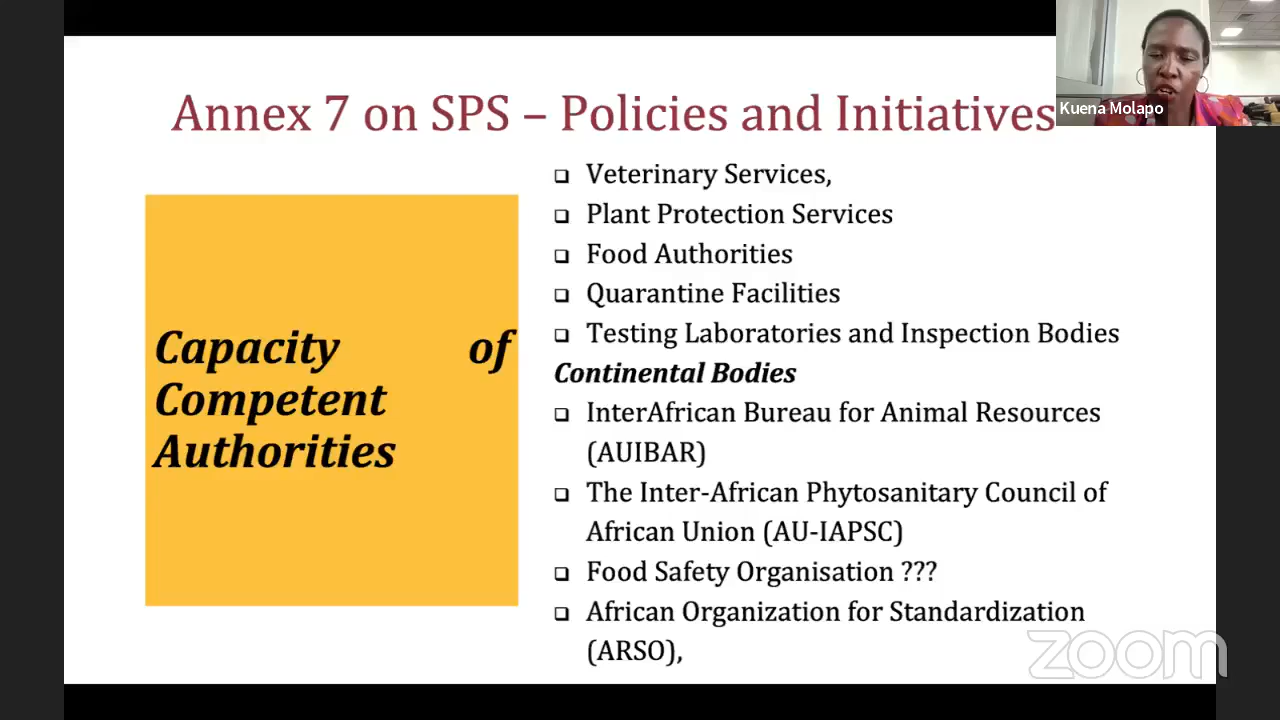 Annex 7 on SPS – Policies and Initiatives
Kuena Molapo
Capacity of
Competent
Authorities
❑ Veterinary Services,
❑ Plant Protection Services
❑ Food Authorities
❑ Quarantine Facilities
❑ Testing Laboratories and Inspection Bodies
Continental Bodies
❑ InterAfrican Bureau for Animal Resources
(AUIBAR)
❑ The Inter-African Phytosanitary Council of
African Union (AU-IAPSC)
❑ Food Safety Organisation ???
❑ African Organization for Standardization
(ARSO),
zoom